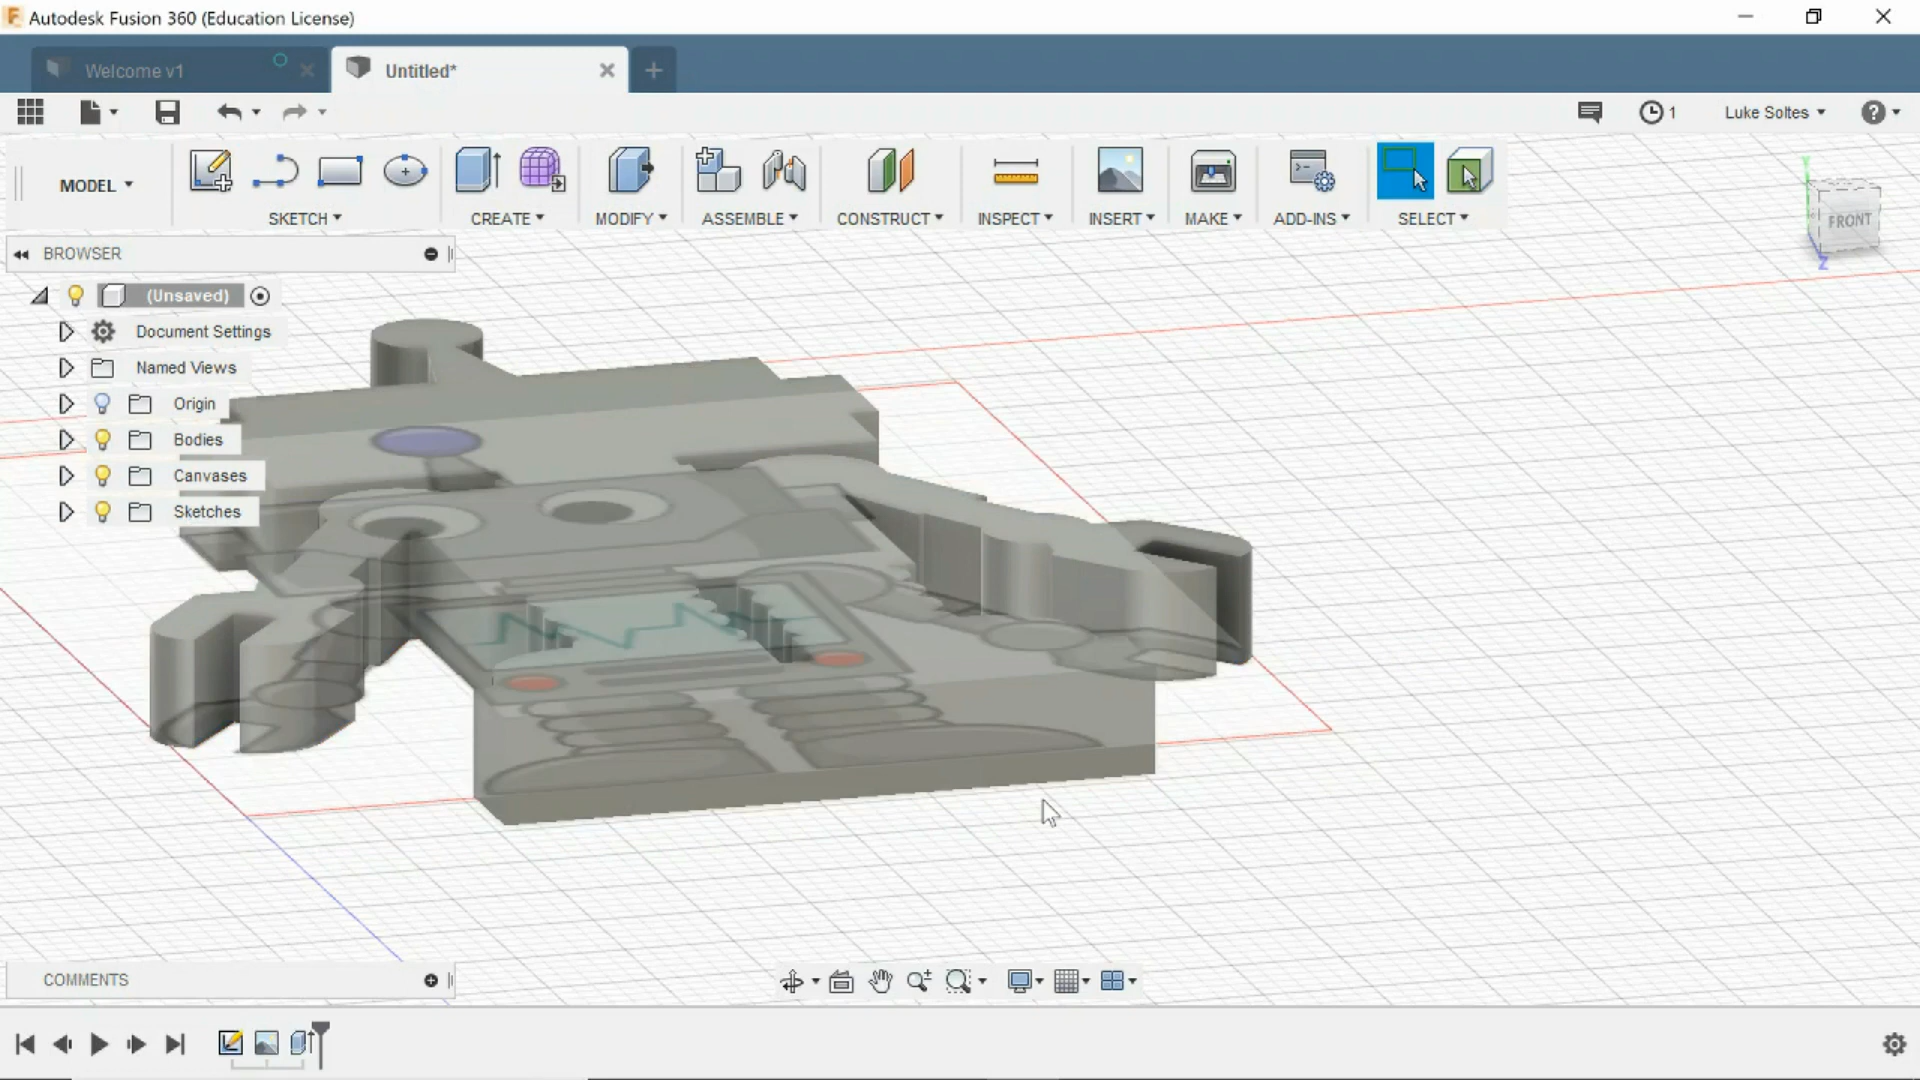 Autodesk Fusion 360 (Education License)
Welcome v1
Untitled*
1
Luke Soltes
MODEL
SKETCH
CREATE
MODIFY
ASSEMBLE
CONSTRUCT
INSPECT
INSERT
MAKE
ADD-INS
SELECT
Y
FRONT
Z
BROWSER
(Unsaved)
Document Settings
Named Views
Origin
Bodies
Canvases
Sketches
COMMENTS